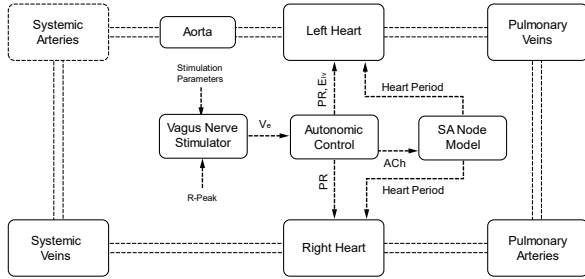 Systemic
Arteries
Aorta
Left Heart
Pulmonary
Veins
Stimulation
Parameters
PR, Elv
Heart Period
Vagus Nerve
Stimulator
Ve
Autonomic
Control
ACh
SA Node
Model
R-Peak
PR
Heart Period
Systemic
Veins
Right Heart
Pulmonary
Arteries